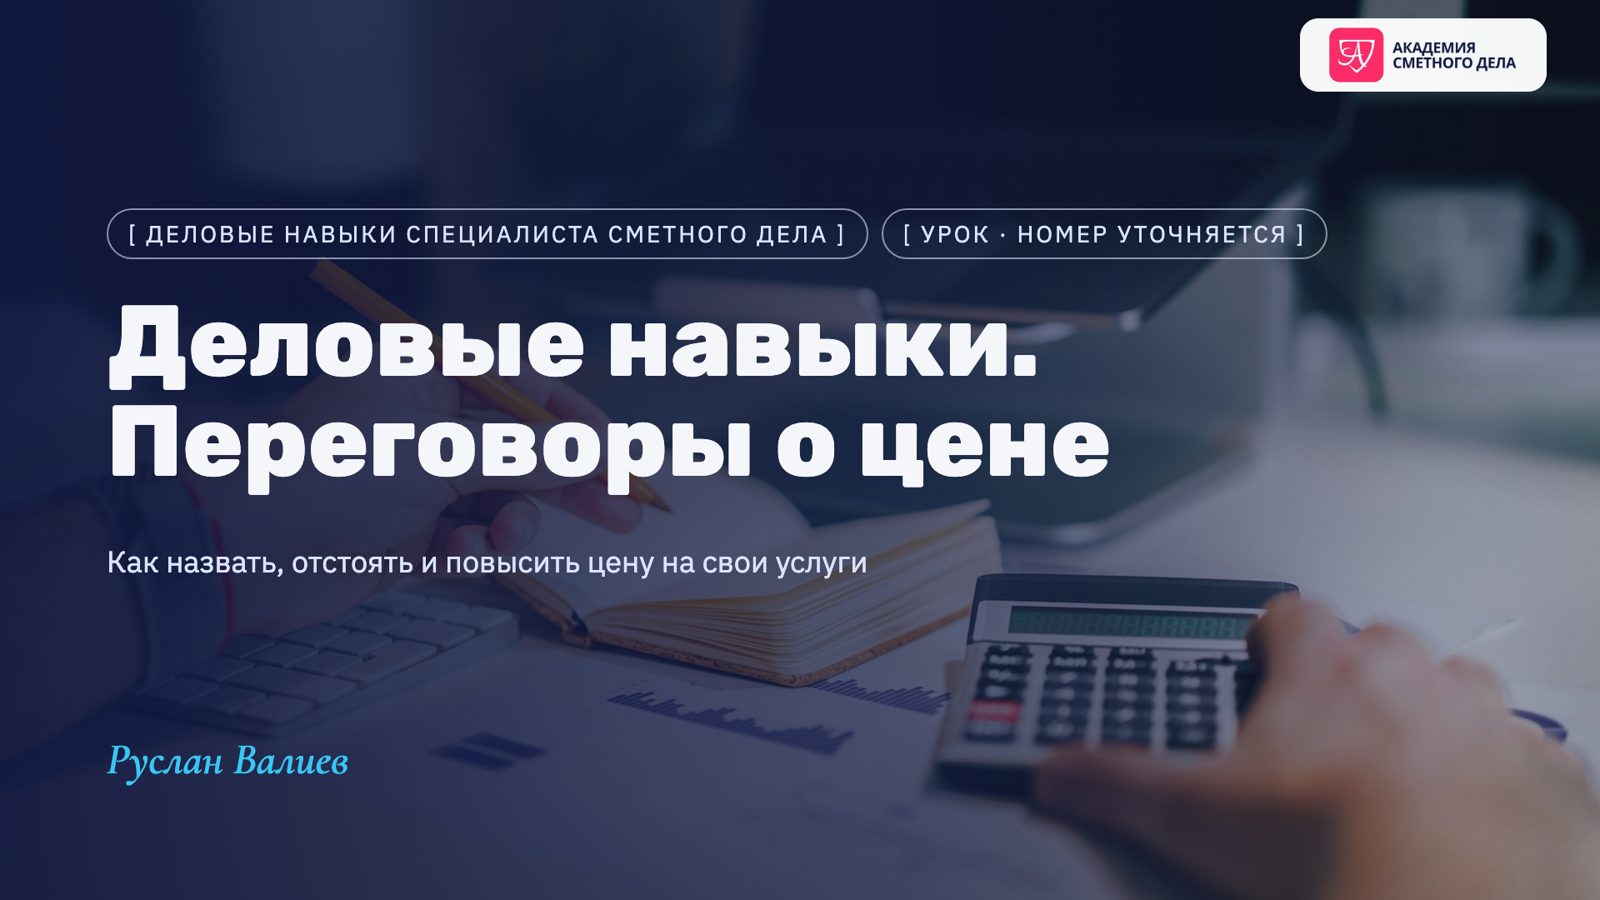 АКАДЕМИЯ
СМЕТНОГО ДЕЛА
[ ДЕЛОВЫЕ НАВЫКИ СПЕЦИАЛИСТА СМЕТНОГО ДЕЛА ] [ УРОК · НОМЕР УТОЧНЯЕТСЯ ]
Деловые навыки.
Переговоры о цене
Как назвать, отстоять и повысить цену на свои услуги
Руслан Валиев